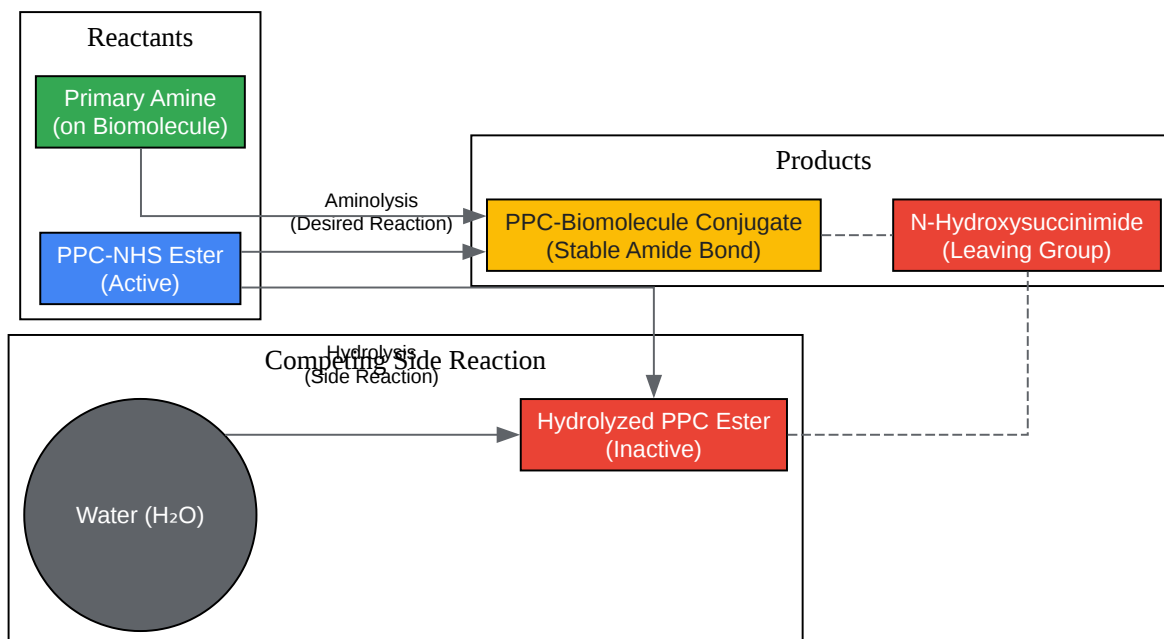 Reactants
Primary Amine
(on Biomolecule)
PPC-NHS Ester
(Active)
Aminolysis
(Desired Reaction)
Products
PPC-Biomolecule Conjugate
(Stable Amide Bond)
N-Hydroxysuccinimide
(Leaving Group)
Competing Side Reaction
Hydrolysis
(Side Reaction)
Hydrolyzed PPC Ester
(Inactive)
Water (H₂O)